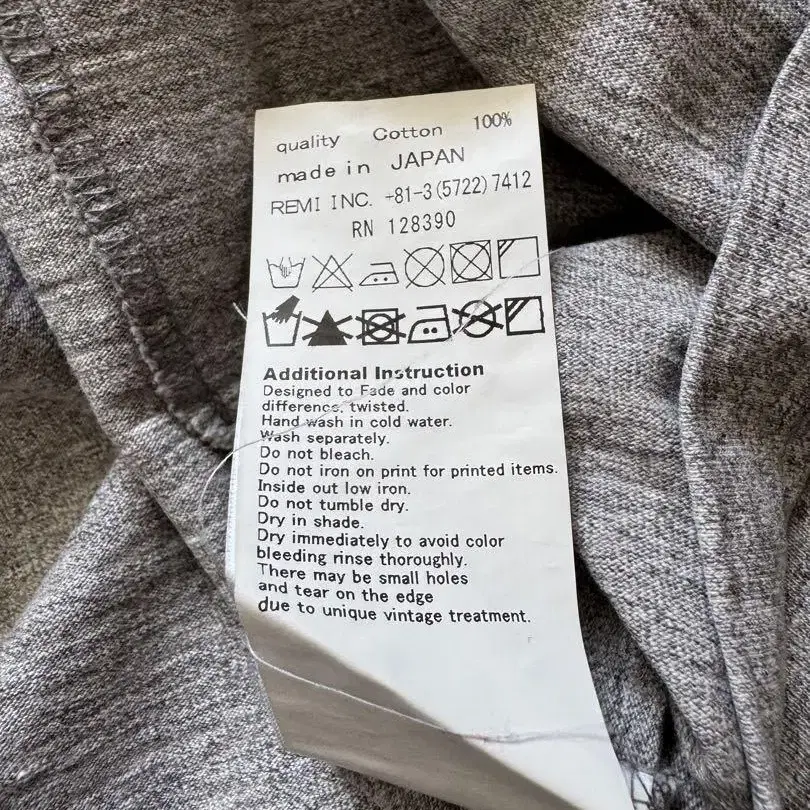 quality Cotton 100%
made in JAPAN
REMI INC. +81-3(5722)7412
RN 128390
Additional Instruction
Designed to Fade and color
difference, twisted.
Hand wash in cold water.
Wash separately.
Do not bleach.
Do not iron on print for printed items.
Inside out low iron.
Do not tumble dry.
Dry in shade.
Dry immediately to avoid color
bleeding rinse thoroughly.
There may be small holes
and tear on the edge
due to unique vintage treatment.